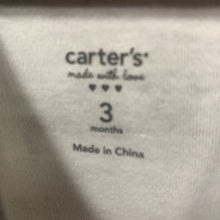 carter's
made with love
♥ ♥ ♥
3
months
Made in China